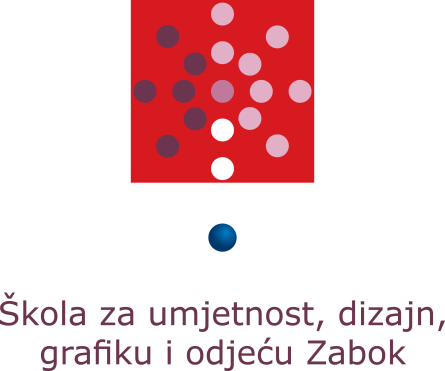 Škola za umjetnost, dizajn,
grafiku i odjeću Zabok